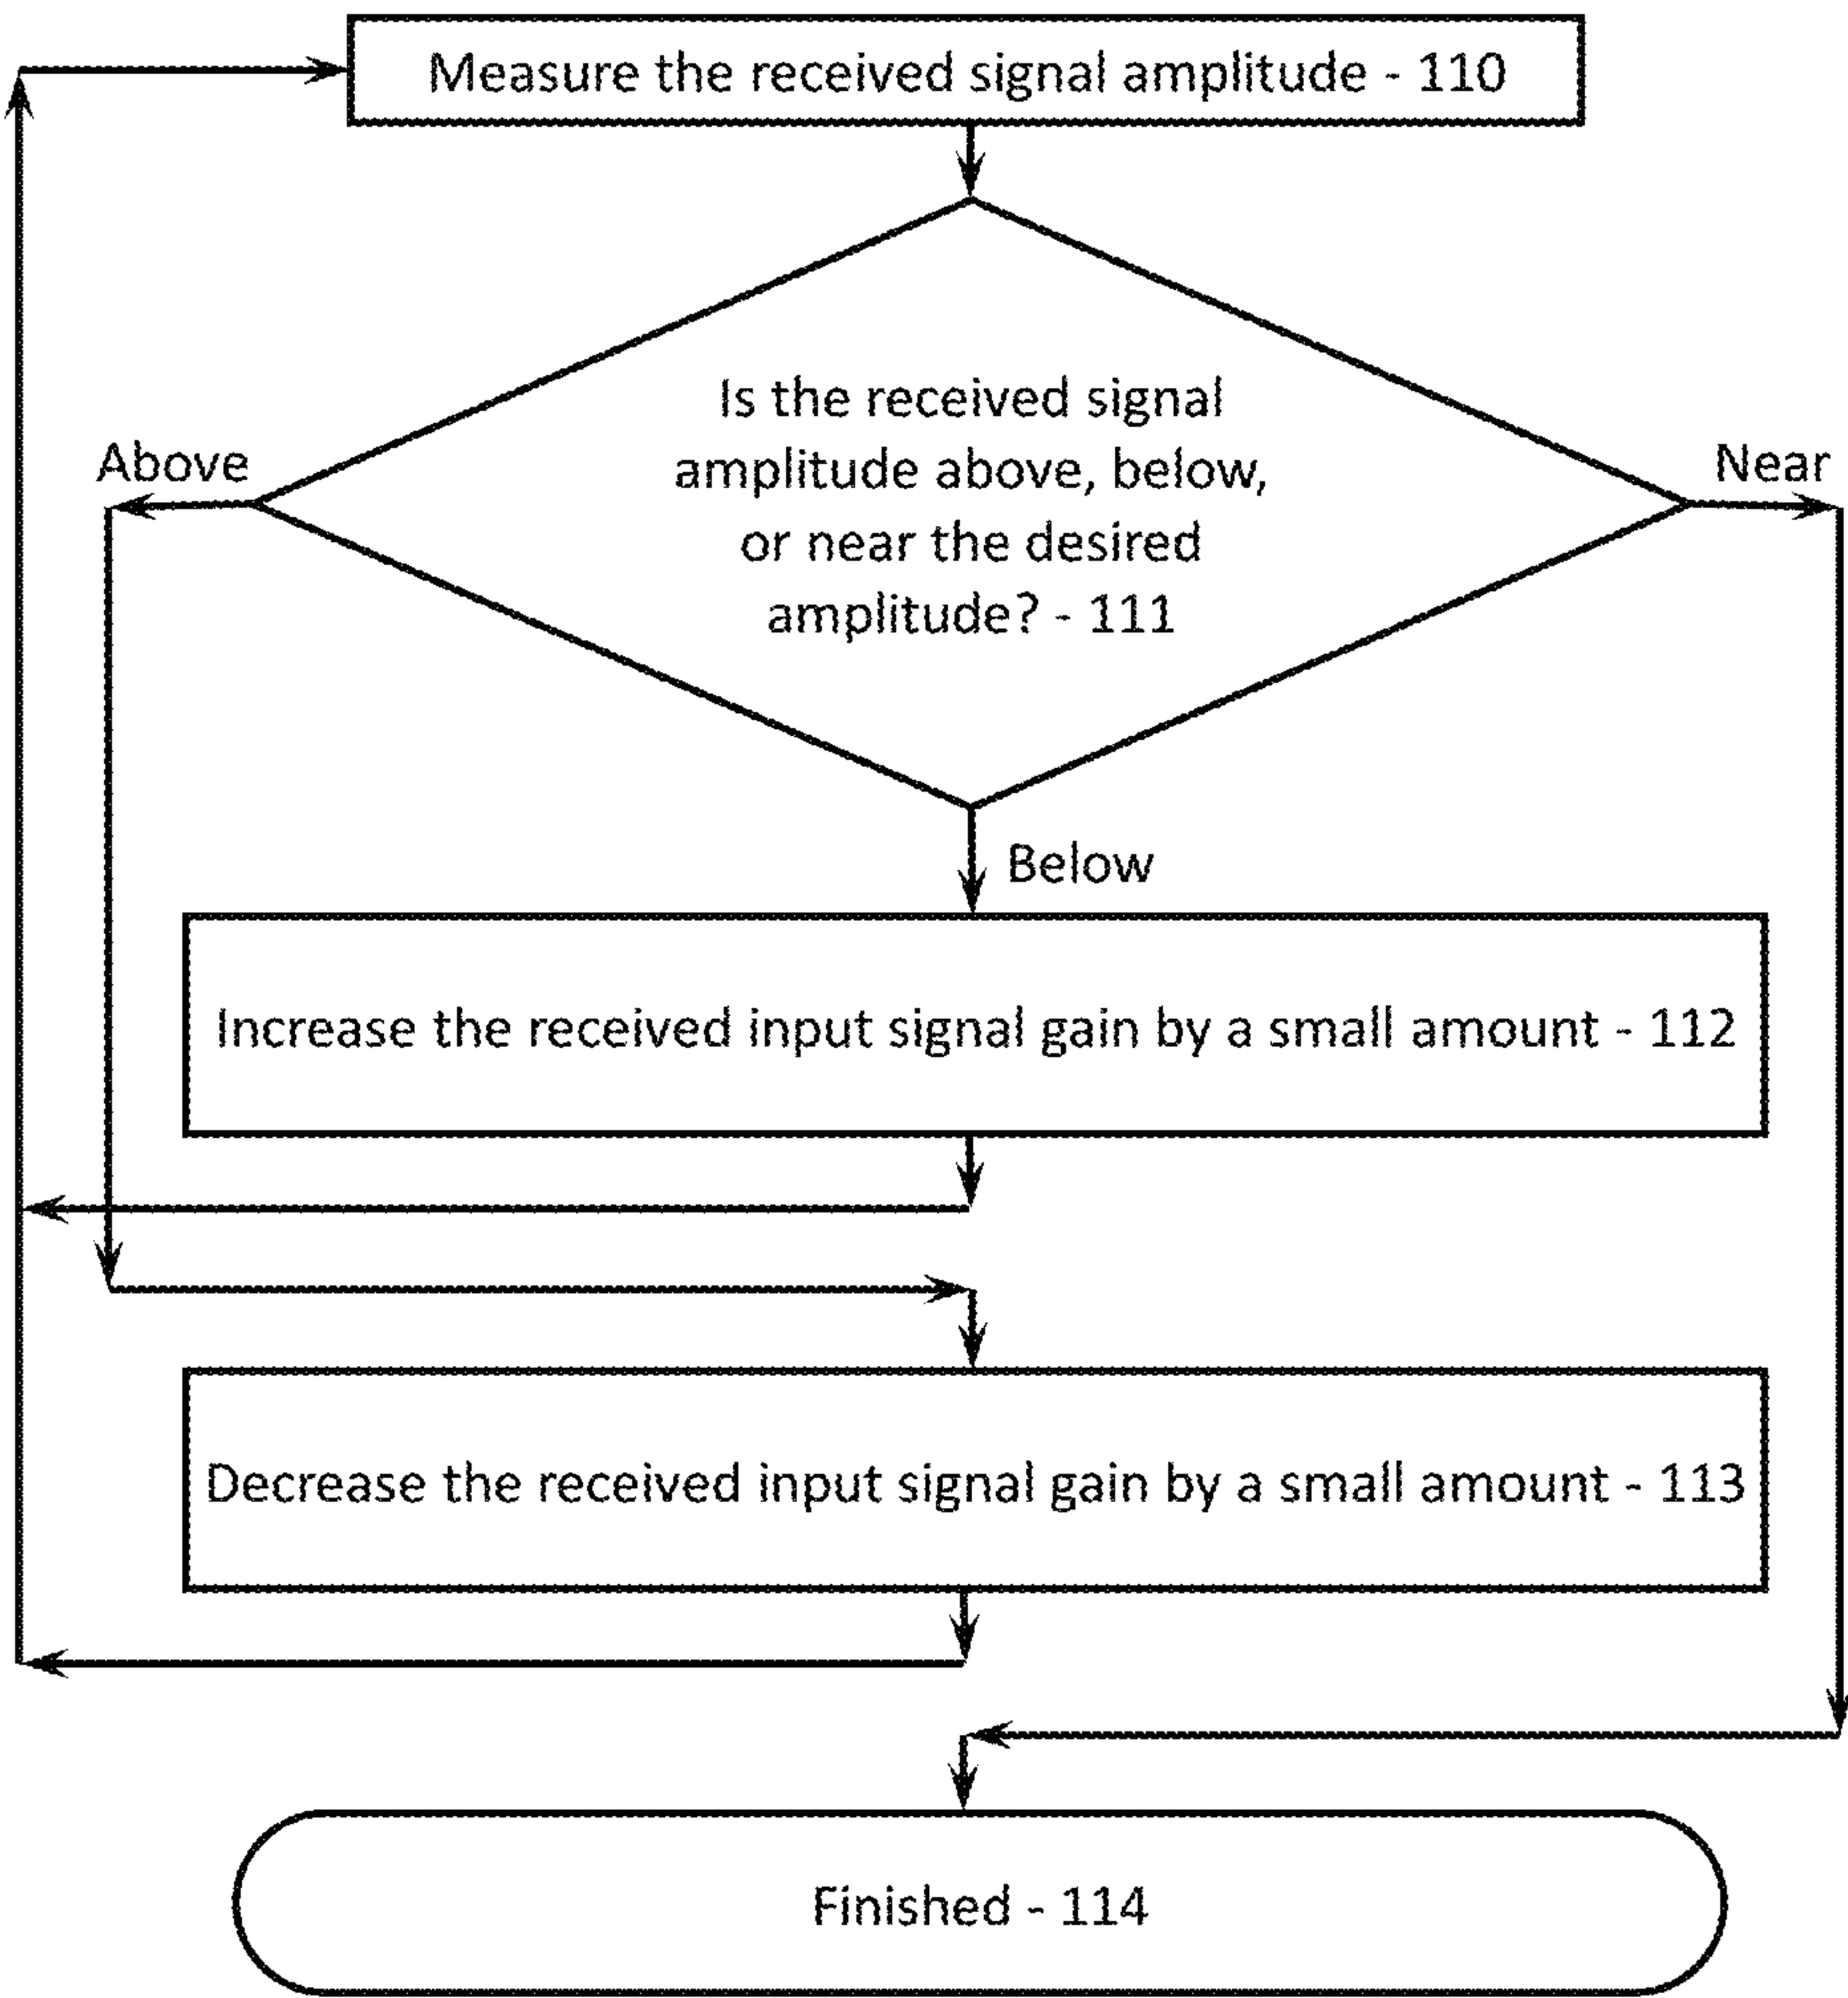 Measure the received signal amplitude - 110
Is the received signal
amplitude above, below,
or near the desired
amplitude? - 111
Above
Near
Below
Increase the received input signal gain by a small amount - 112
Decrease the received input signal gain by a small amount - 113
Finished - 114